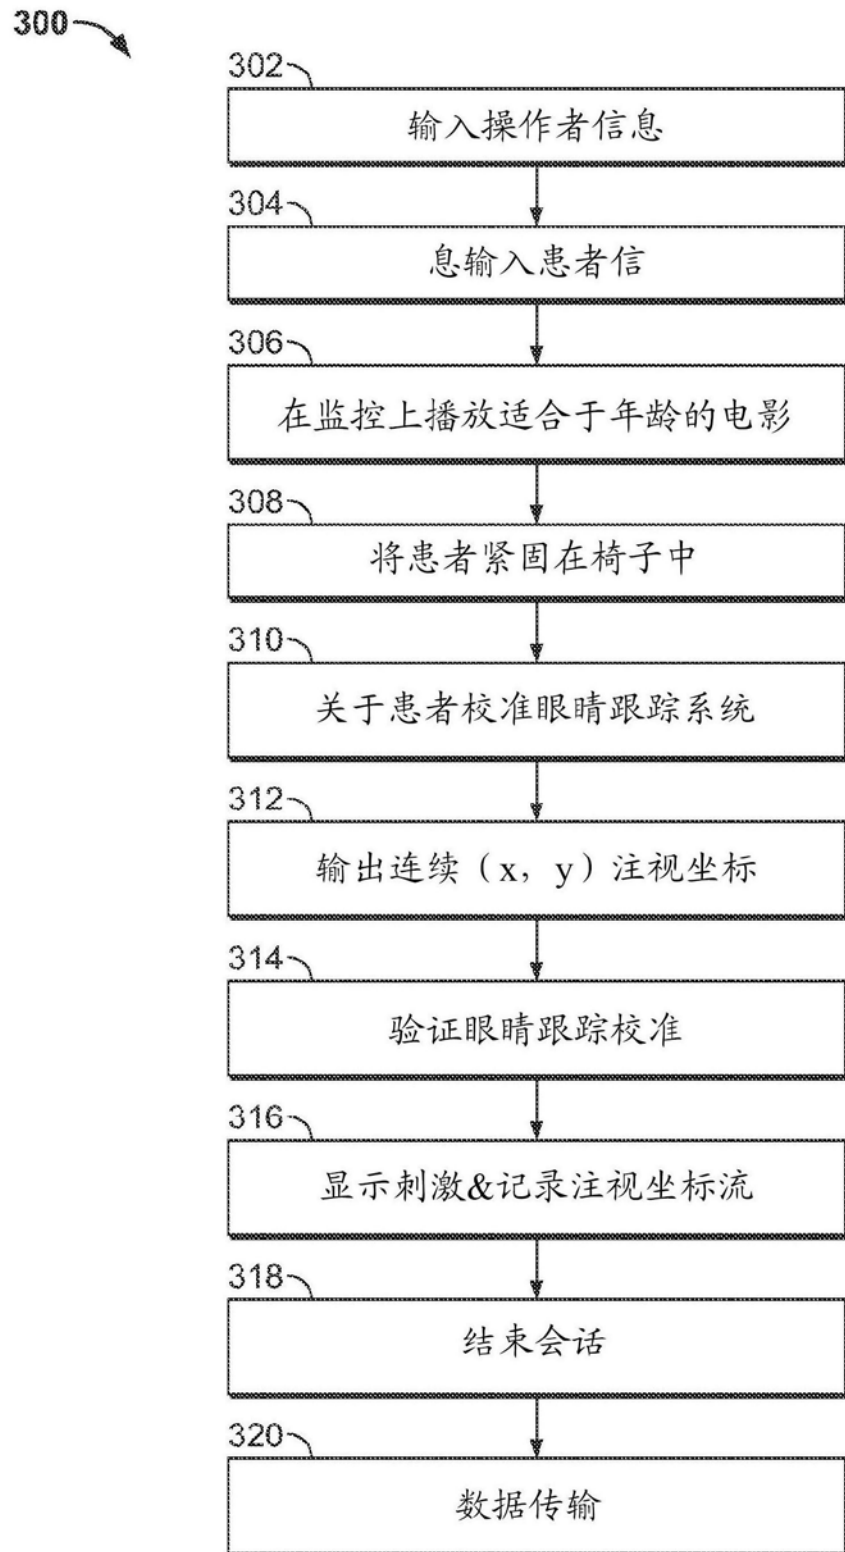 300
302
输入操作者信息
304
息输入患者信
306
在监控上播放适合于年龄的电影
308
将患者紧固在椅子中
310
关于患者校准眼睛跟踪系统
312
输出连续（x，y）注视坐标
314
验证眼睛跟踪校准
316
显示刺激&记录注视坐标流
318
结束会话
320
数据传输